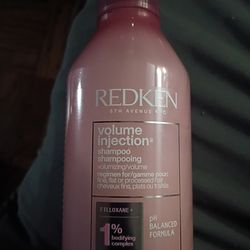 REDKEN
5TH AVENUE NYC
volume
injection
shampoo
shampooing
volumizing/volume
regimen for/gamme pour:
fine, flat or processed hair
cheveux fins, plats ou traités
FILLOXANE +
1%
bodifying
complex
pH
BALANCED
FORMULA